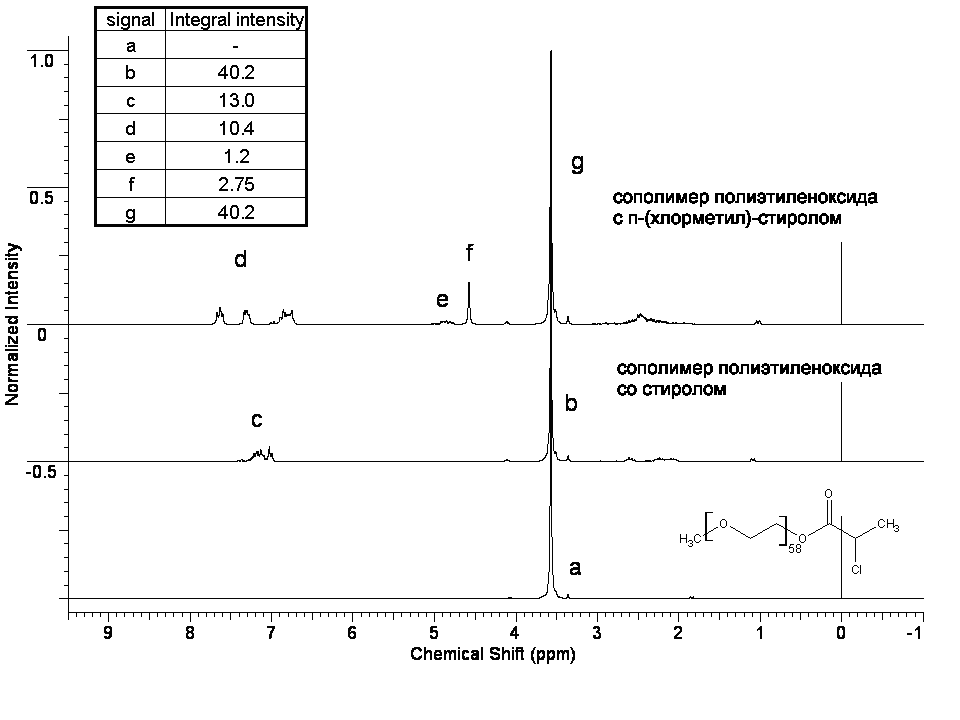 signal Integral intensity
a -
b 40.2
c 13.0
d 10.4
e 1.2
f 2.75
g 40.2
1.0
g
0.5
сополимер полиэтиленоксида
с п-(хлорметил)-стиролом
d
f
e
0
Normalized Intensity
сополимер полиэтиленоксида
со стиролом
b
c
-0.5
O
H₃C O O CH₃
58
Cl
a
9 8 7 6 5 4 3 2 1 0 -1
Chemical Shift (ppm)